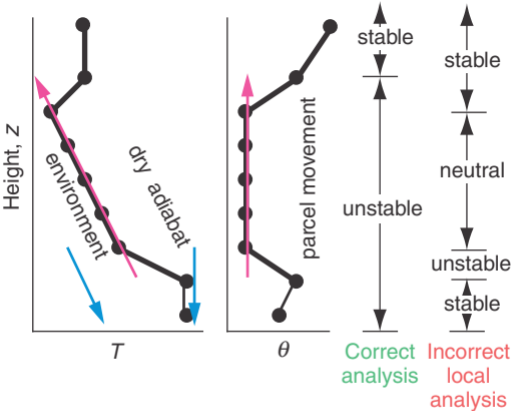 Height, z
environment
dry adiabat
T
parcel movement
θ
stable
unstable
Correct
analysis
stable
neutral
unstable
stable
Incorrect
local
analysis